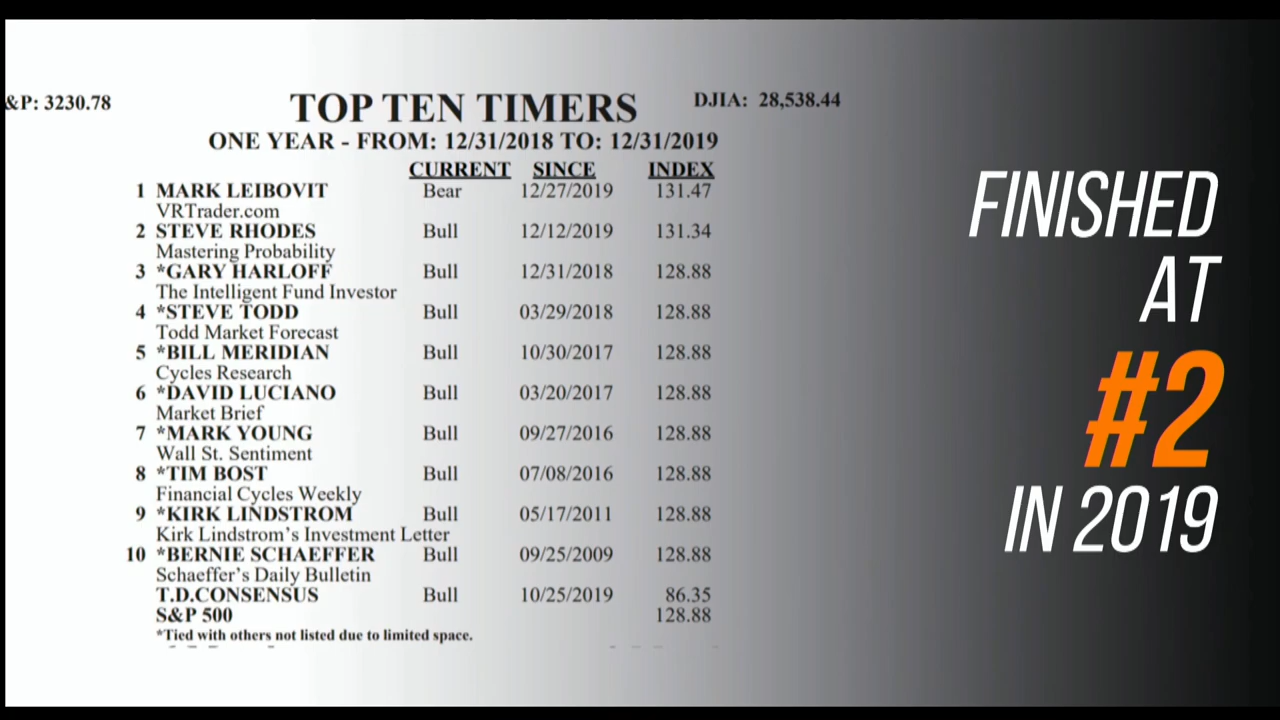 &P: 3230.78
TOP TEN TIMERS
DJIA: 28,538.44
ONE YEAR - FROM: 12/31/2018 TO: 12/31/2019
CURRENT SINCE INDEX
1 MARK LEIBOVIT Bear 12/27/2019 131.47
VRTrader.com
2 STEVE RHODES Bull 12/12/2019 131.34
Mastering Probability
3 *GARY HARLOFF Bull 12/31/2018 128.88
The Intelligent Fund Investor
4 *STEVE TODD Bull 03/29/2018 128.88
Todd Market Forecast
5 *BILL MERIDIAN Bull 10/30/2017 128.88
Cycles Research
6 *DAVID LUCIANO Bull 03/20/2017 128.88
Market Brief
7 *MARK YOUNG Bull 09/27/2016 128.88
Wall St. Sentiment
8 *TIM BOST Bull 07/08/2016 128.88
Financial Cycles Weekly
9 *KIRK LINDSTROM Bull 05/17/2011 128.88
Kirk Lindstrom's Investment Letter
10 *BERNIE SCHAEFFER Bull 09/25/2009 128.88
Schaeffer's Daily Bulletin
T.D.CONSENSUS Bull 10/25/2019 86.35
S&P 500 128.88
*Tied with others not listed due to limited space.
FINISHED
AT
#2
IN 2019